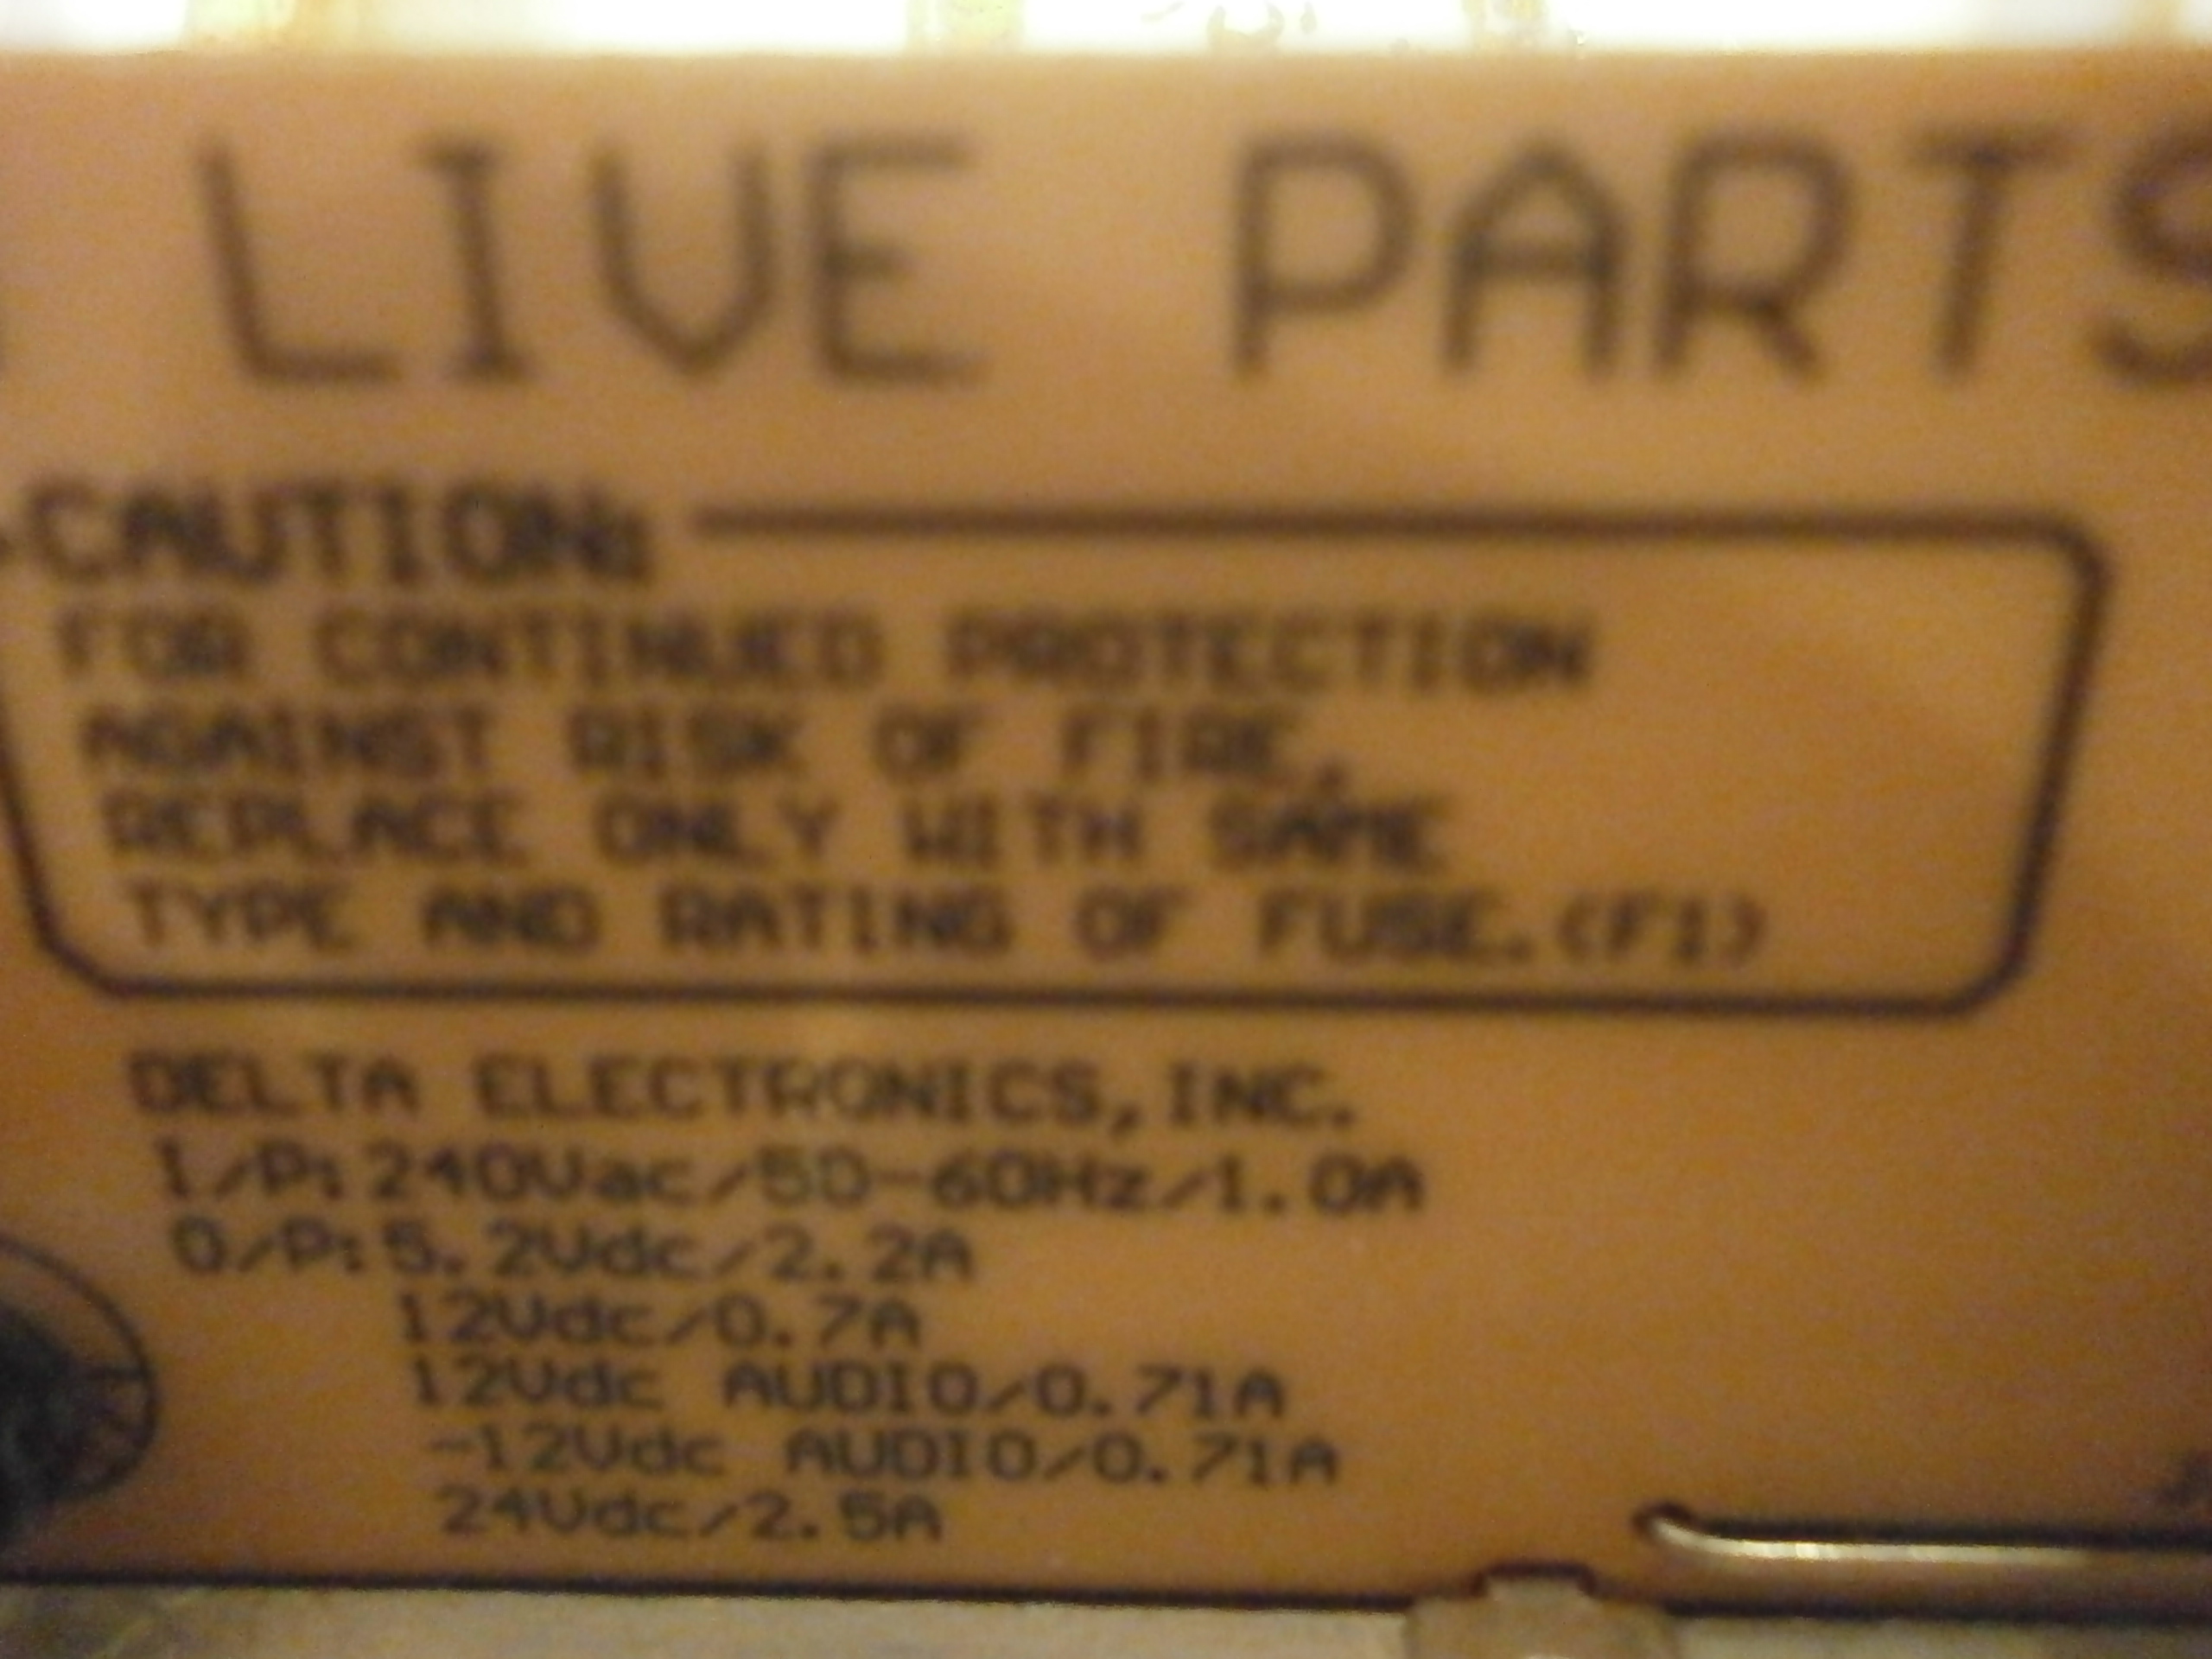 LIVE PARTS
CAUTION:
FOR CONTINUED PROTECTION
AGAINST RISK OF FIRE,
REPLACE ONLY WITH SAME
TYPE AND RATING OF FUSE.(F1)
DELTA ELECTRONICS,INC.
I/P:240Vac/50-60Hz/1.0A
O/P:5.2Vdc/2.2A
12Vdc/0.7A
12Vdc AUDIO/0.71A
-12Vdc AUDIO/0.71A
24Vdc/2.5A